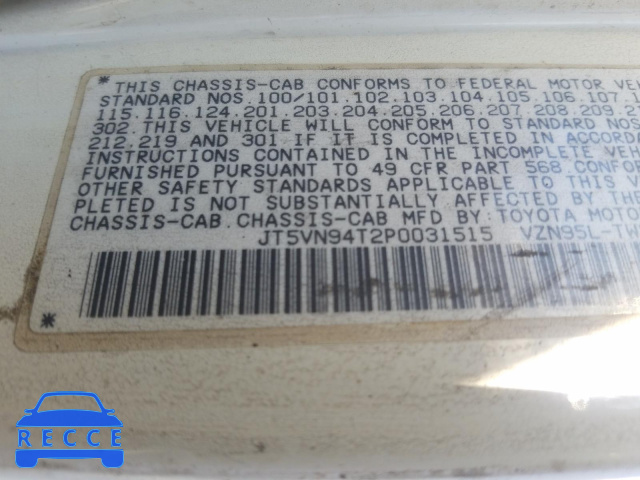 * THIS CHASSIS-CAB CONFORMS TO FEDERAL MOTOR VEH
STANDARD NOS. 100/101.102.103.104.105.106.107.
115.116.124.201.203.204.205.206.207.208.209.
302. THIS VEHICLE WILL CONFORM TO STANDARD NOS.
212.219 AND 301 IF IT IS COMPLETED IN ACCORDA
INSTRUCTIONS CONTAINED IN THE INCOMPLETE VEHI
FURNISHED PURSUANT TO 49 CFR PART 568. CONFO
OTHER SAFETY STANDARDS APPLICABLE TO THIS
PLETED IS NOT SUBSTANTIALLY AFFECTED BY THE
CHASSIS-CAB. CHASSIS-CAB MFD BY TOYOTA MOTO
JT5VN94T2P0031515 VZN95L-TW
*
RECCE